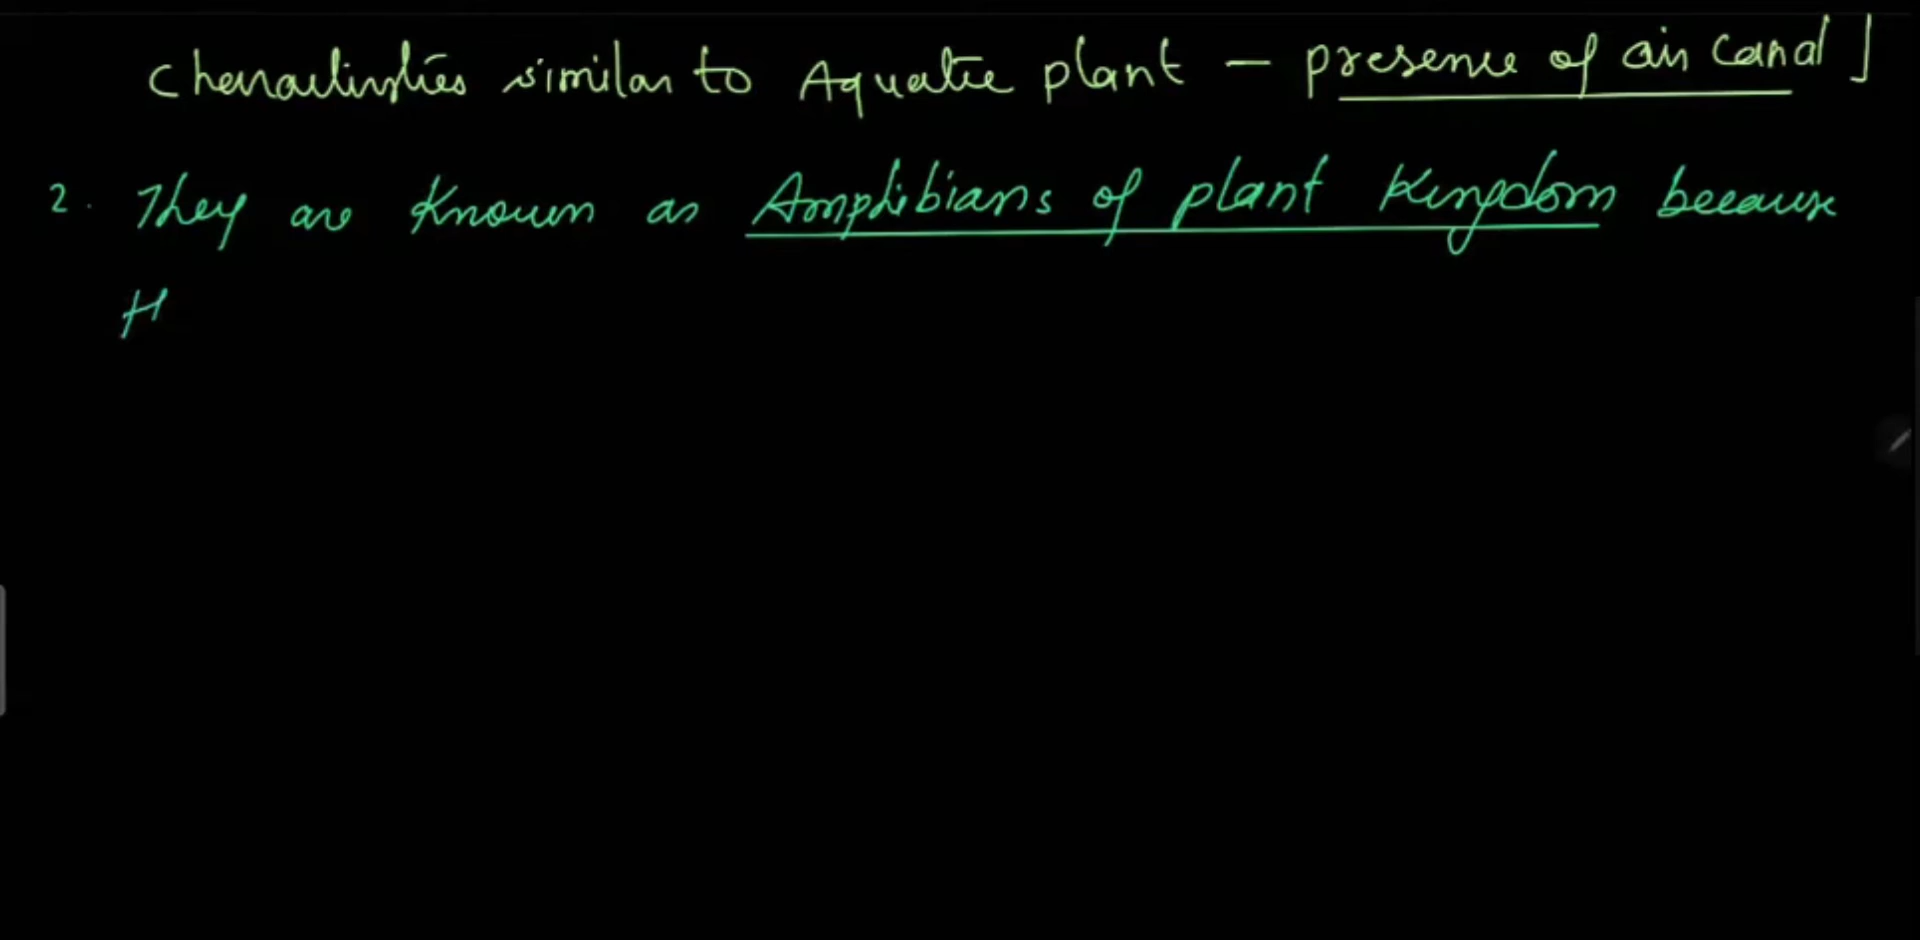 characteristics similar to Aquatic plant - presence of air canal ]
2. They are known as Amphibians of plant kingdom because